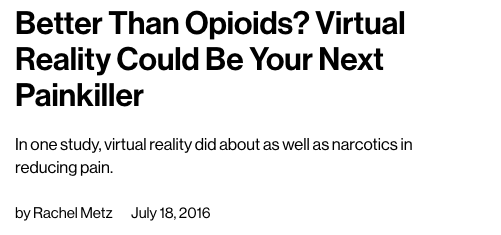 Better Than Opioids? Virtual
Reality Could Be Your Next
Painkiller
In one study, virtual reality did about as well as narcotics in
reducing pain.
by Rachel Metz July 18, 2016